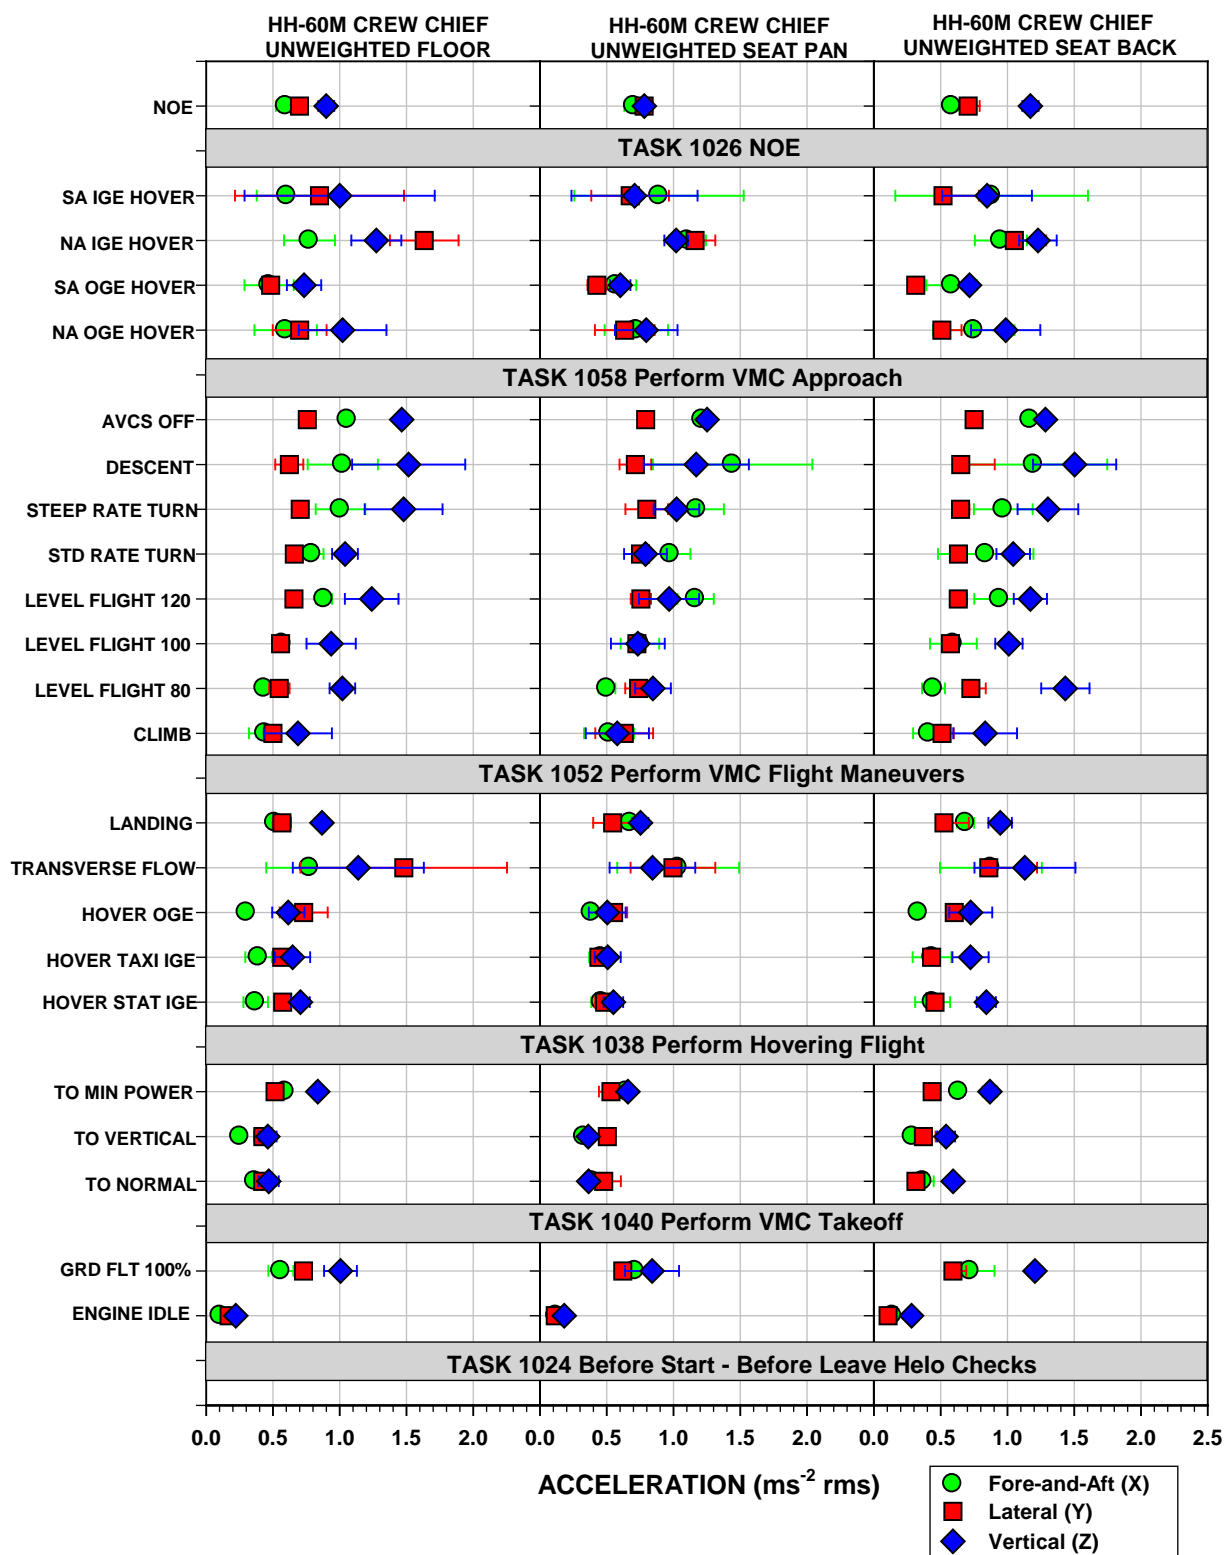 HH-60M CREW CHIEF
UNWEIGHTED FLOOR
HH-60M CREW CHIEF
UNWEIGHTED SEAT PAN
HH-60M CREW CHIEF
UNWEIGHTED SEAT BACK
NOE
TASK 1026 NOE
SA IGE HOVER
NA IGE HOVER
SA OGE HOVER
NA OGE HOVER
TASK 1058 Perform VMC Approach
AVCS OFF
DESCENT
STEEP RATE TURN
STD RATE TURN
LEVEL FLIGHT 120
LEVEL FLIGHT 100
LEVEL FLIGHT 80
CLIMB
TASK 1052 Perform VMC Flight Maneuvers
LANDING
TRANSVERSE FLOW
HOVER OGE
HOVER TAXI IGE
HOVER STAT IGE
TASK 1038 Perform Hovering Flight
TO MIN POWER
TO VERTICAL
TO NORMAL
TASK 1040 Perform VMC Takeoff
GRD FLT 100%
ENGINE IDLE
TASK 1024 Before Start - Before Leave Helo Checks
0.0 0.5 1.0 1.5 2.0 0.0 0.5 1.0 1.5 2.0 0.0 0.5 1.0 1.5 2.0 2.5
ACCELERATION (ms⁻² rms)
Fore-and-Aft (X)
Lateral (Y)
Vertical (Z)